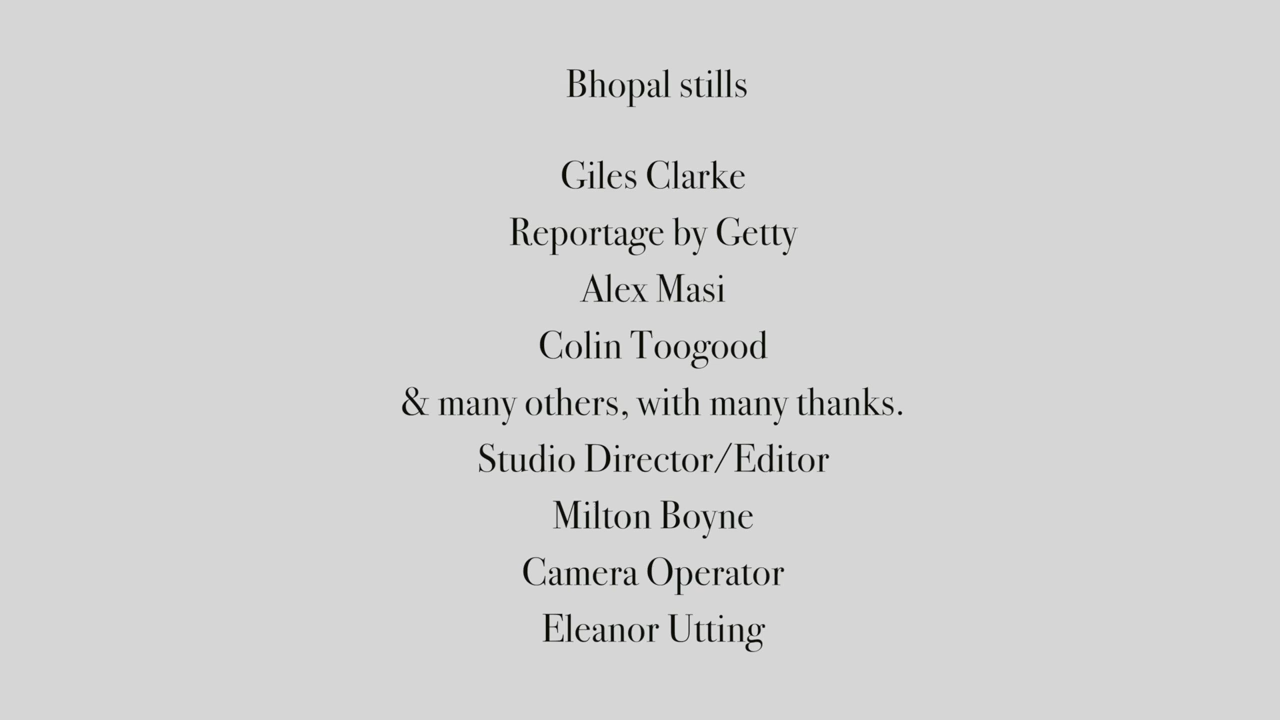 Bhopal stills
Giles Clarke
Reportage by Getty
Alex Masi
Colin Toogood
& many others, with many thanks.
Studio Director/Editor
Milton Boyne
Camera Operator
Eleanor Utting